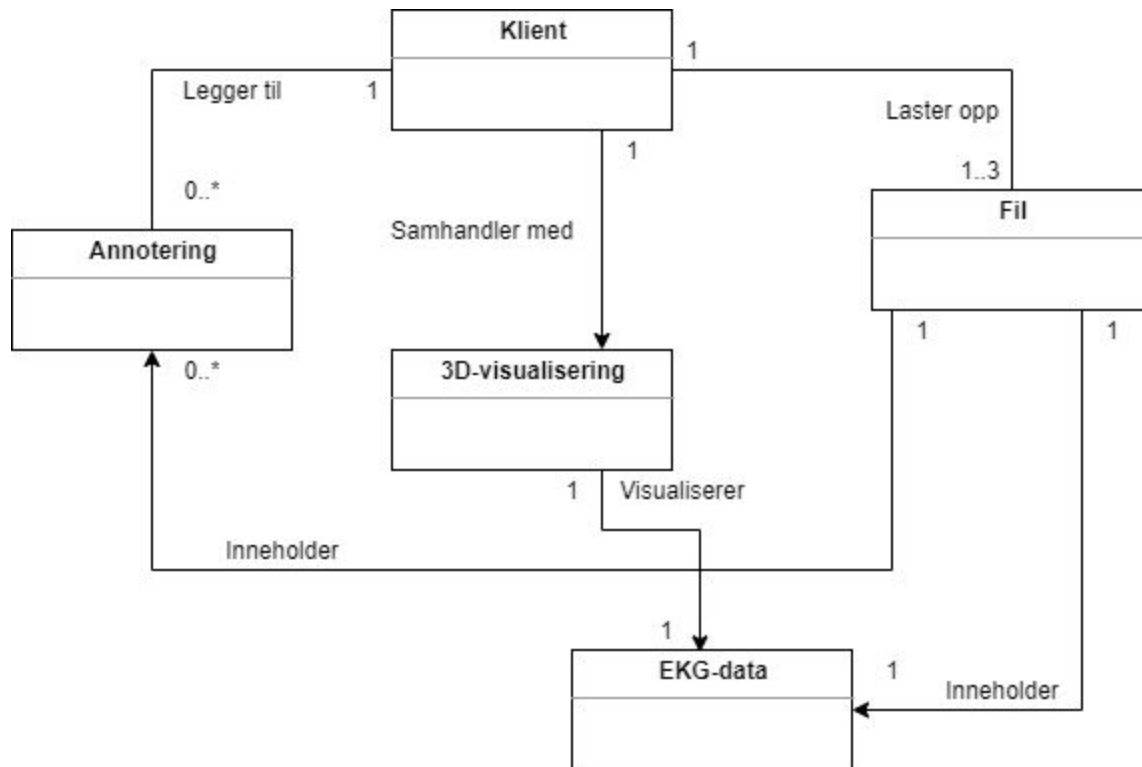 Klient
1
1
Legger til
Laster opp
1
0..*
1..3
Fil
Samhandler med
Annotering
1
1
0..*
3D-visualisering
1
Visualiserer
Inneholder
1
EKG-data
1
Inneholder